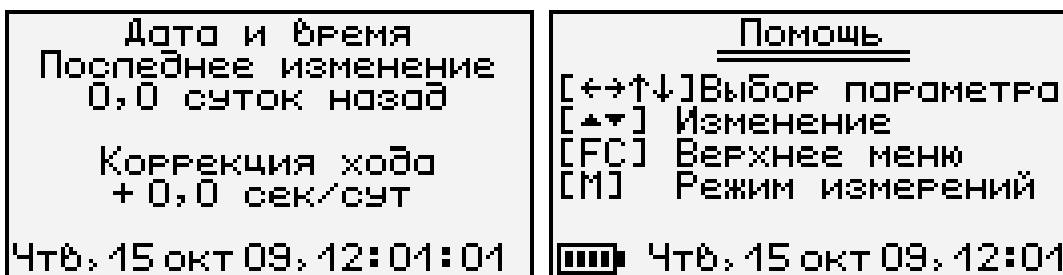 Дата и время
Последнее изменение
0,0 суток назад
Коррекция хода
+0,0 сек/сут
Чтв, 15 окт 09, 12:01:01
Помощь
[←→↑↓]Выбор параметра
[▲▼] Изменение
[FC] Верхнее меню
[M] Режим измерений
Чтв, 15 окт 09, 12:01